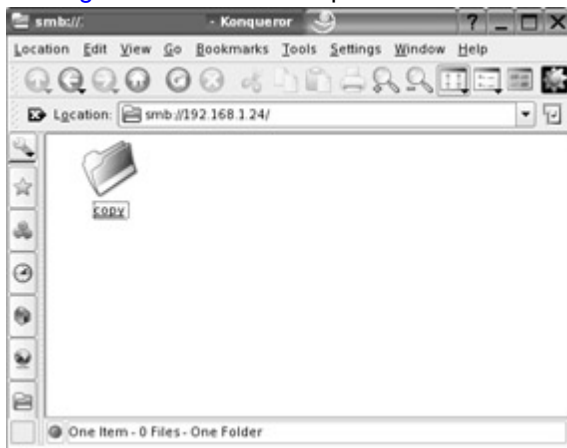 smb:// - Konqueror
Location Edit View Go Bookmarks Tools Settings Window Help
Location: smb://192.168.1.24/
copy
One Item - 0 Files - One Folder